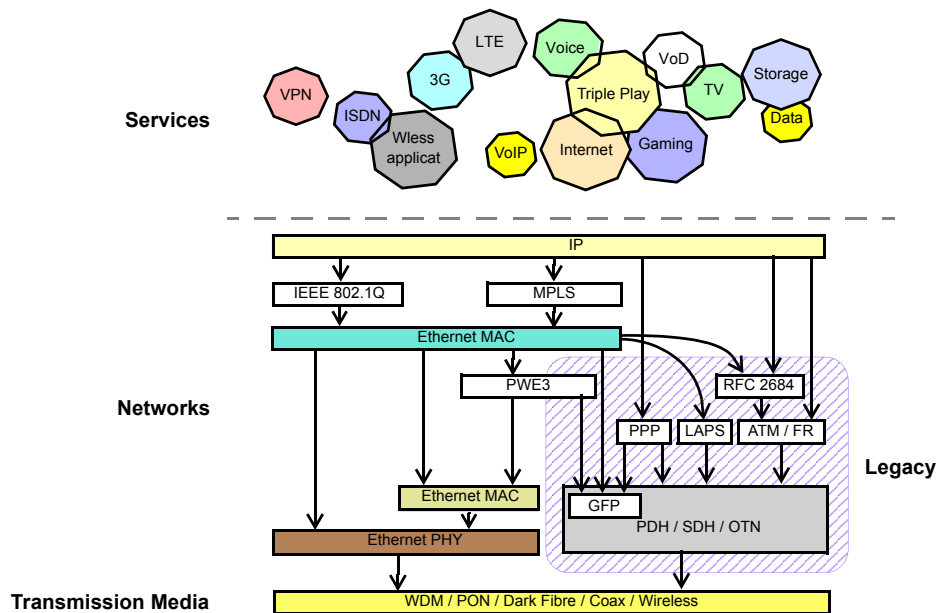 LTE
Voice
VoD
3G
Storage
VPN
TV
Triple Play
Services
ISDN
Data
Wless
applicat
VoIP
Internet
Gaming
IP
IEEE 802.1Q
MPLS
Ethernet MAC
PWE3
RFC 2684
Networks
PPP
LAPS
ATM / FR
Legacy
Ethernet MAC
GFP
PDH / SDH / OTN
Ethernet PHY
Transmission Media
WDM / PON / Dark Fibre / Coax / Wireless